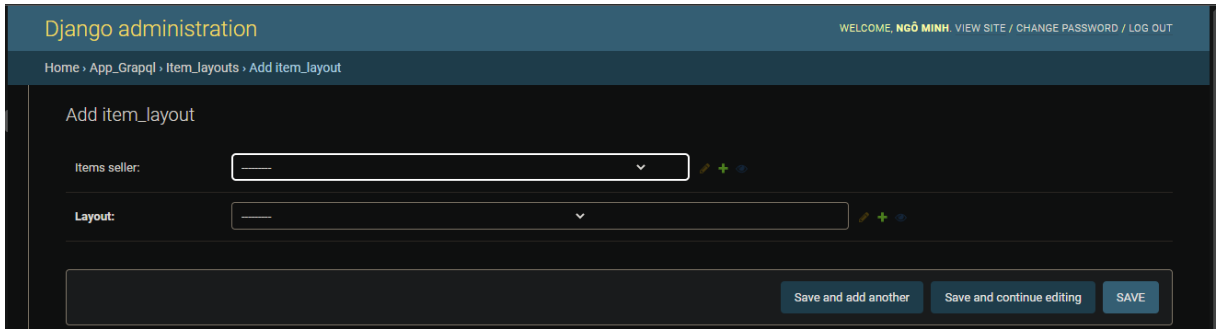 Django administration
WELCOME, NGÔ MINH. VIEW SITE / CHANGE PASSWORD / LOG OUT
Home › App_Grapql › Item_layouts › Add item_layout
Add item_layout
Items seller: ---------
Layout: ---------
Save and add another Save and continue editing SAVE